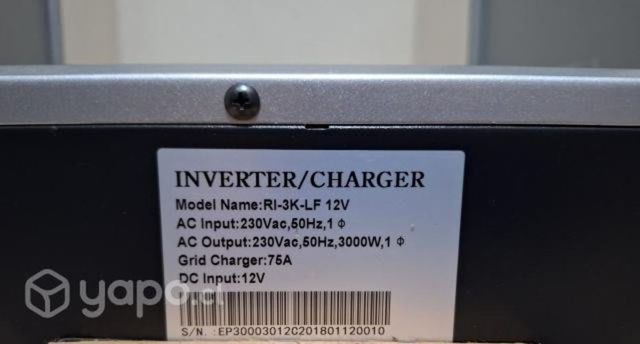 INVERTER/CHARGER
Model Name:RI-3K-LF 12V
AC Input:230Vac,50Hz,1 Φ
AC Output:230Vac,50Hz,3000W,1 Φ
Grid Charger:75A
DC Input:12V
yapo.cl
S/N.:EP30003012C201801120010